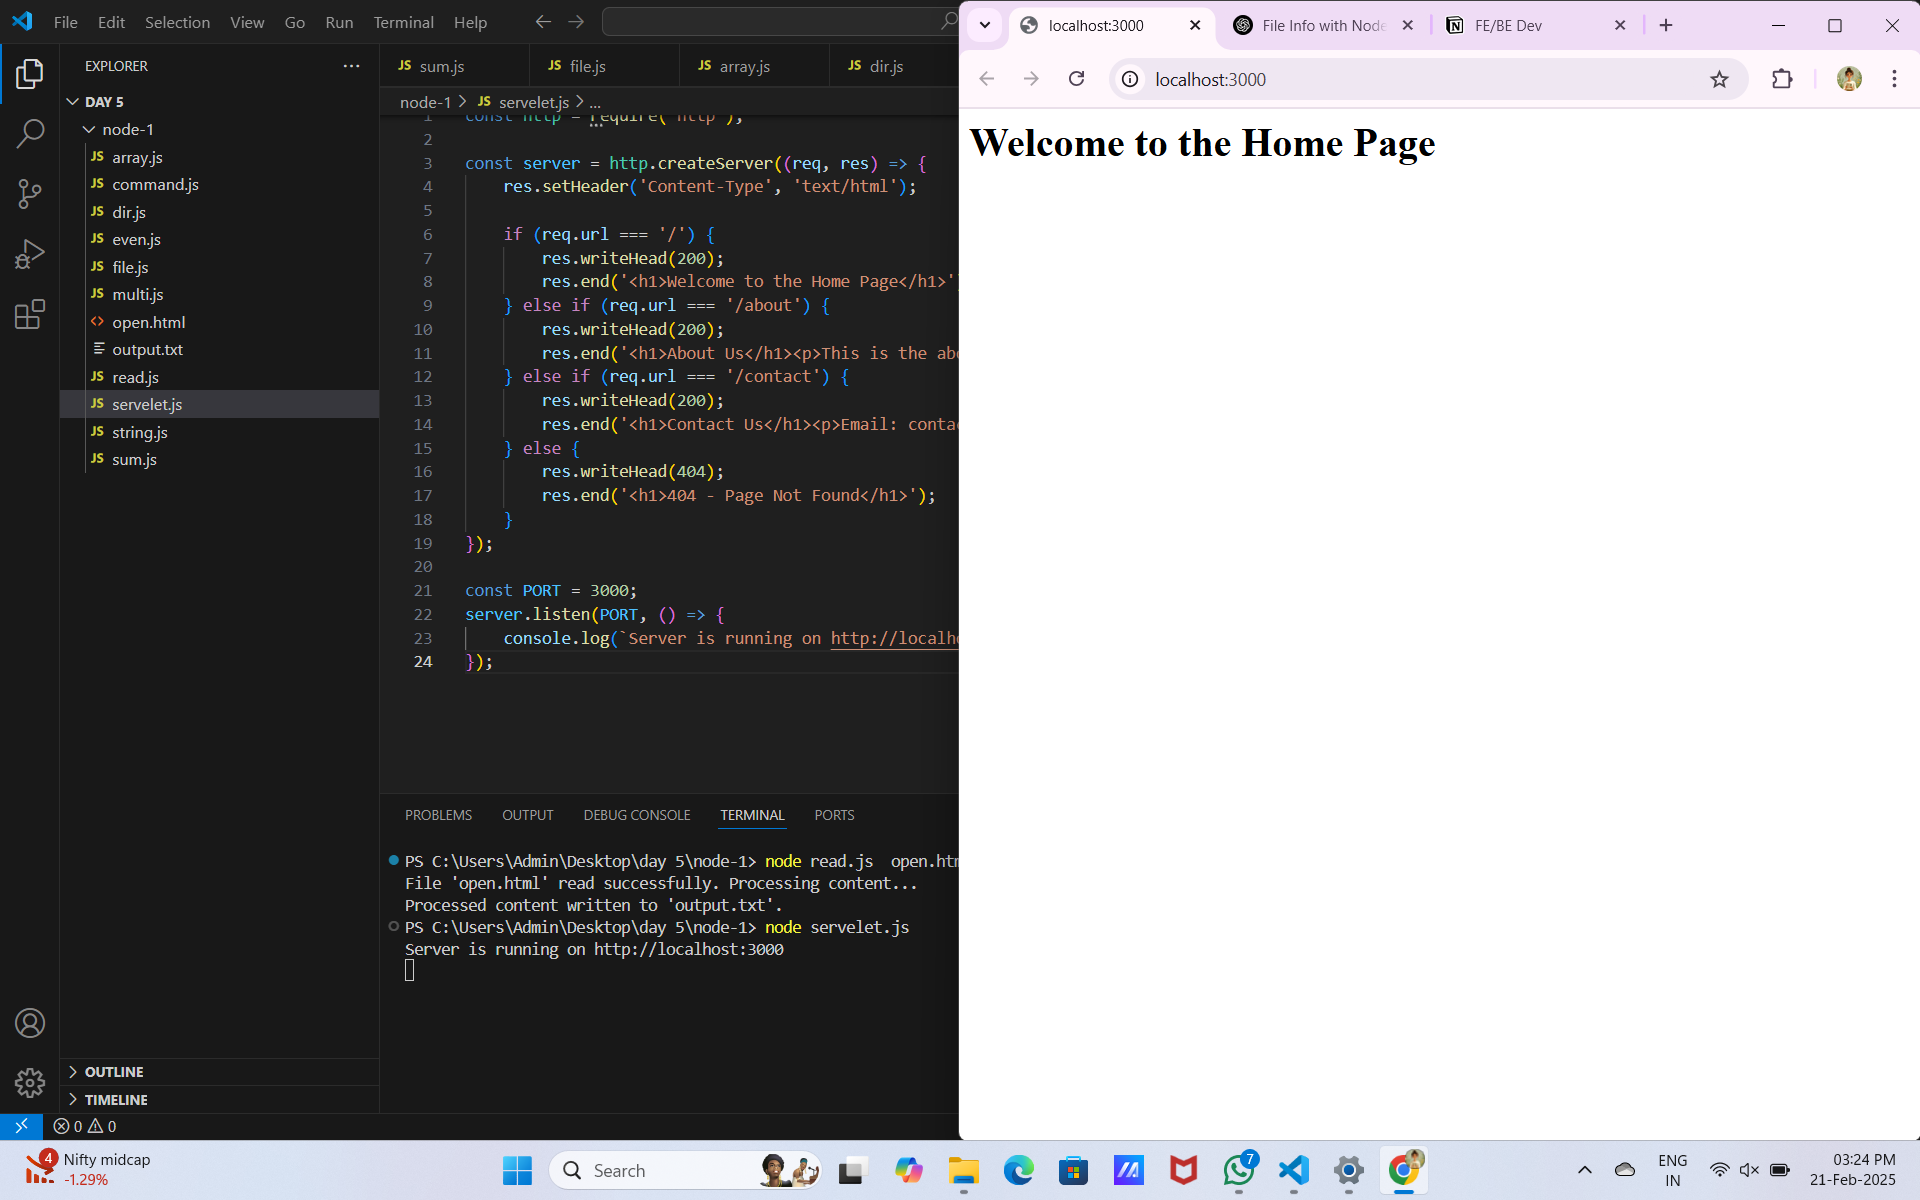 File Edit Selection View Go Run Terminal Help
EXPLORER
DAY 5
node-1
JS array.js
JS command.js
JS dir.js
JS even.js
JS file.js
JS multi.js
<> open.html
output.txt
JS read.js
JS servelet.js
JS string.js
JS sum.js
OUTLINE
TIMELINE
0 0
JS sum.js JS file.js JS array.js JS dir.js
node-1 > JS servelet.js > ...
1 const http = require('http');
2
3 const server = http.createServer((req, res) => {
4 res.setHeader('Content-Type', 'text/html');
5
6 if (req.url === '/') {
7 res.writeHead(200);
8 res.end('<h1>Welcome to the Home Page</h1>'
9 } else if (req.url === '/about') {
10 res.writeHead(200);
11 res.end('<h1>About Us</h1><p>This is the abo
12 } else if (req.url === '/contact') {
13 res.writeHead(200);
14 res.end('<h1>Contact Us</h1><p>Email: contac
15 } else {
16 res.writeHead(404);
17 res.end('<h1>404 - Page Not Found</h1>');
18 }
19 });
20
21 const PORT = 3000;
22 server.listen(PORT, () => {
23 console.log(`Server is running on http://localho
24 });
PROBLEMS OUTPUT DEBUG CONSOLE TERMINAL PORTS
PS C:\Users\Admin\Desktop\day 5\node-1> node read.js open.htm
File 'open.html' read successfully. Processing content...
Processed content written to 'output.txt'.
PS C:\Users\Admin\Desktop\day 5\node-1> node servelet.js
Server is running on http://localhost:3000
localhost:3000 File Info with Node FE/BE Dev
localhost:3000
Welcome to the Home Page
4
Nifty midcap
-1.29%
Search
7
ENG
IN
03:24 PM
21-Feb-2025